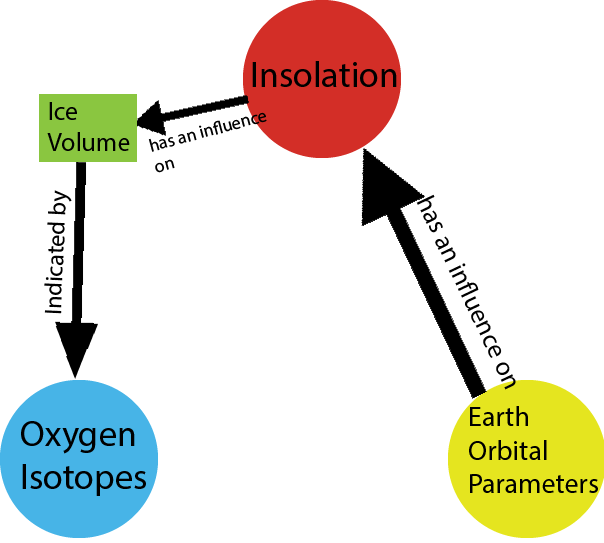 Insolation
Ice
Volume
has an influence
on
has an influence on
Indicated by
Oxygen
Isotopes
Earth
Orbital
Parameters